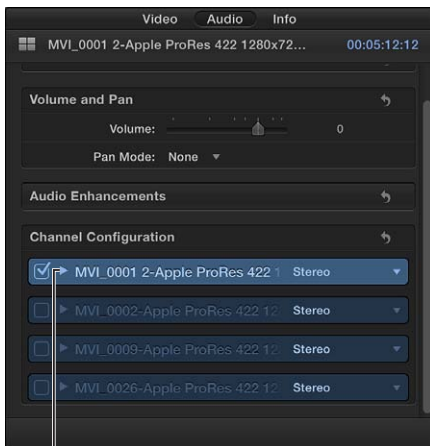 Video Audio Info
MVI_0001 2-Apple ProRes 422 1280x72... 00:05:12:12
Volume and Pan
Volume: 0
Pan Mode: None
Audio Enhancements
Channel Configuration
MVI_0001 2-Apple ProRes 422 1 Stereo
MVI_0002-Apple ProRes 422 12 Stereo
MVI_0009-Apple ProRes 422 12 Stereo
MVI_0026-Apple ProRes 422 12 Stereo